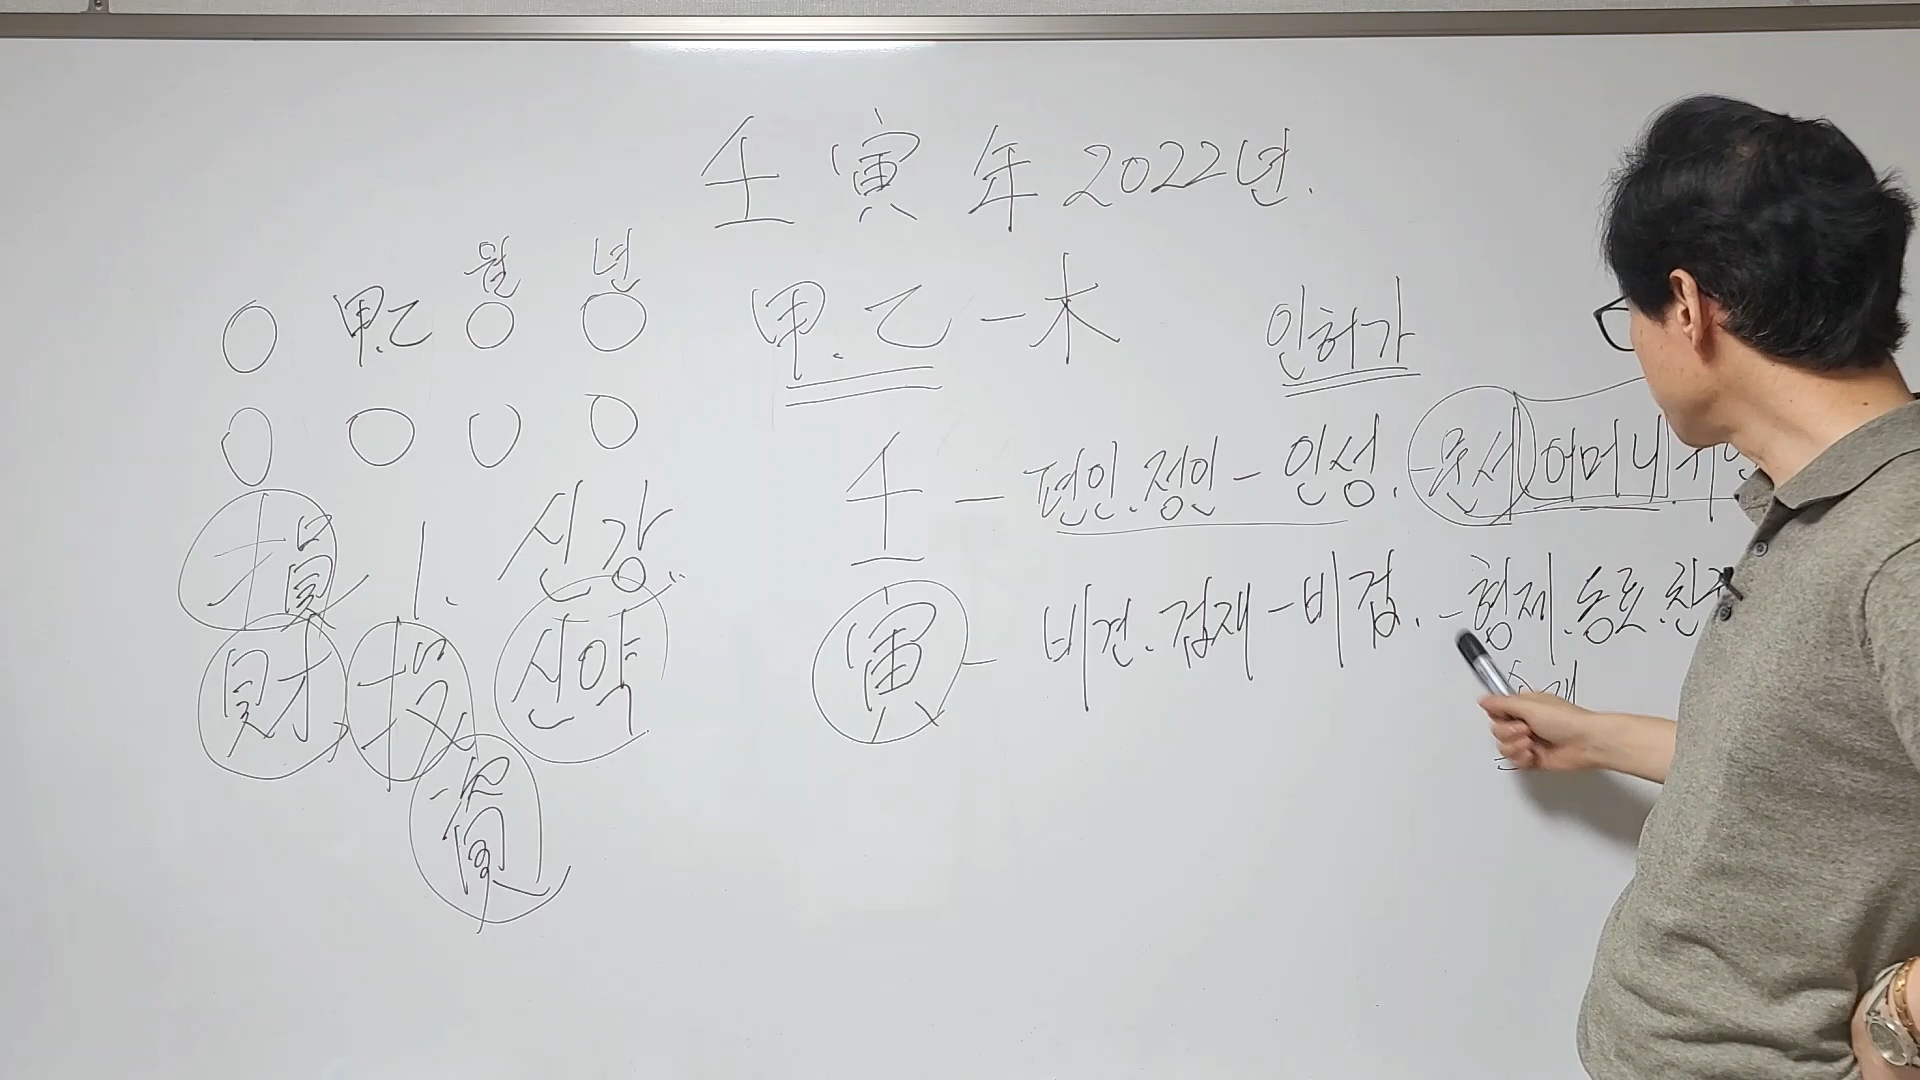 壬寅年2022년.
월 년
甲.乙
甲.乙-木
인허가
壬-편인.정인-인성.-문서 어머니.
신강.
損 1.
寅-비견.겁재-비겁.-형제.동료.친구
財, 投 신약